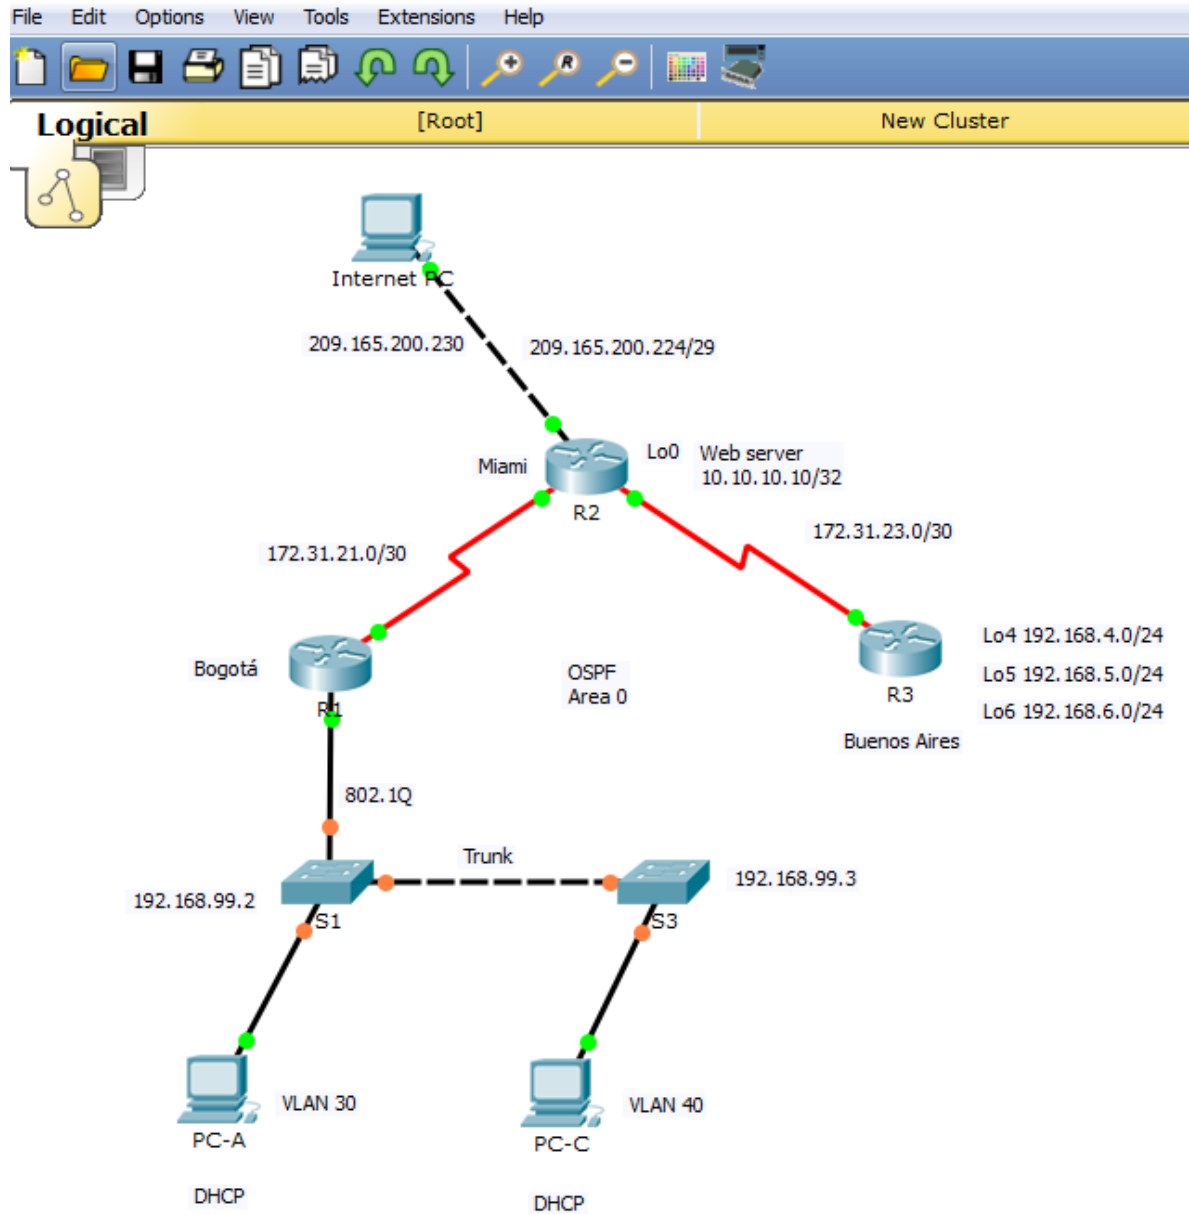 File Edit Options View Tools Extensions Help
R
Logical [Root] New Cluster
Internet PC
209.165.200.230
209.165.200.224/29
Miami
Lo0
Web server
10.10.10.10/32
R2
172.31.21.0/30
172.31.23.0/30
Bogotá
R1
OSPF
Area 0
R3
Buenos Aires
Lo4 192.168.4.0/24
Lo5 192.168.5.0/24
Lo6 192.168.6.0/24
802.1Q
Trunk
192.168.99.2
S1
S3
192.168.99.3
VLAN 30
PC-A
DHCP
VLAN 40
PC-C
DHCP